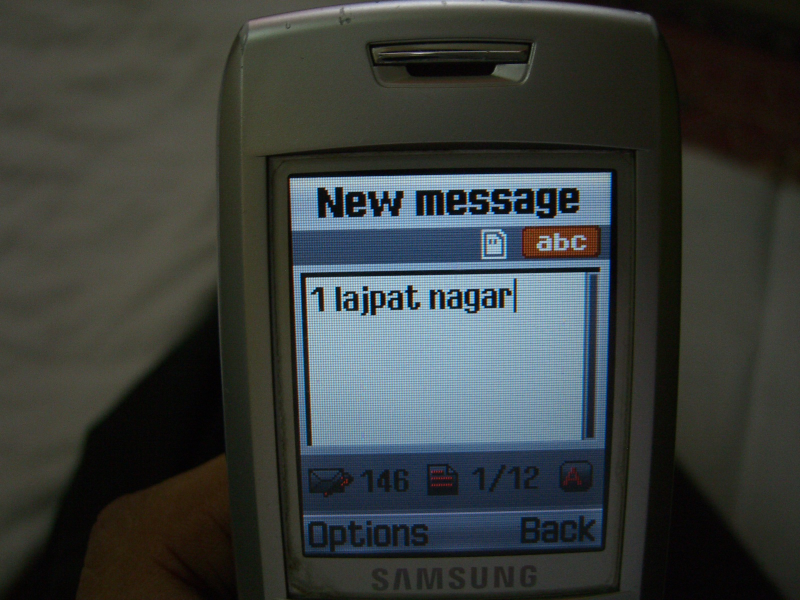 New message
abc
1 lajpat nagar
146 1/12 A
Options Back
SAMSUNG